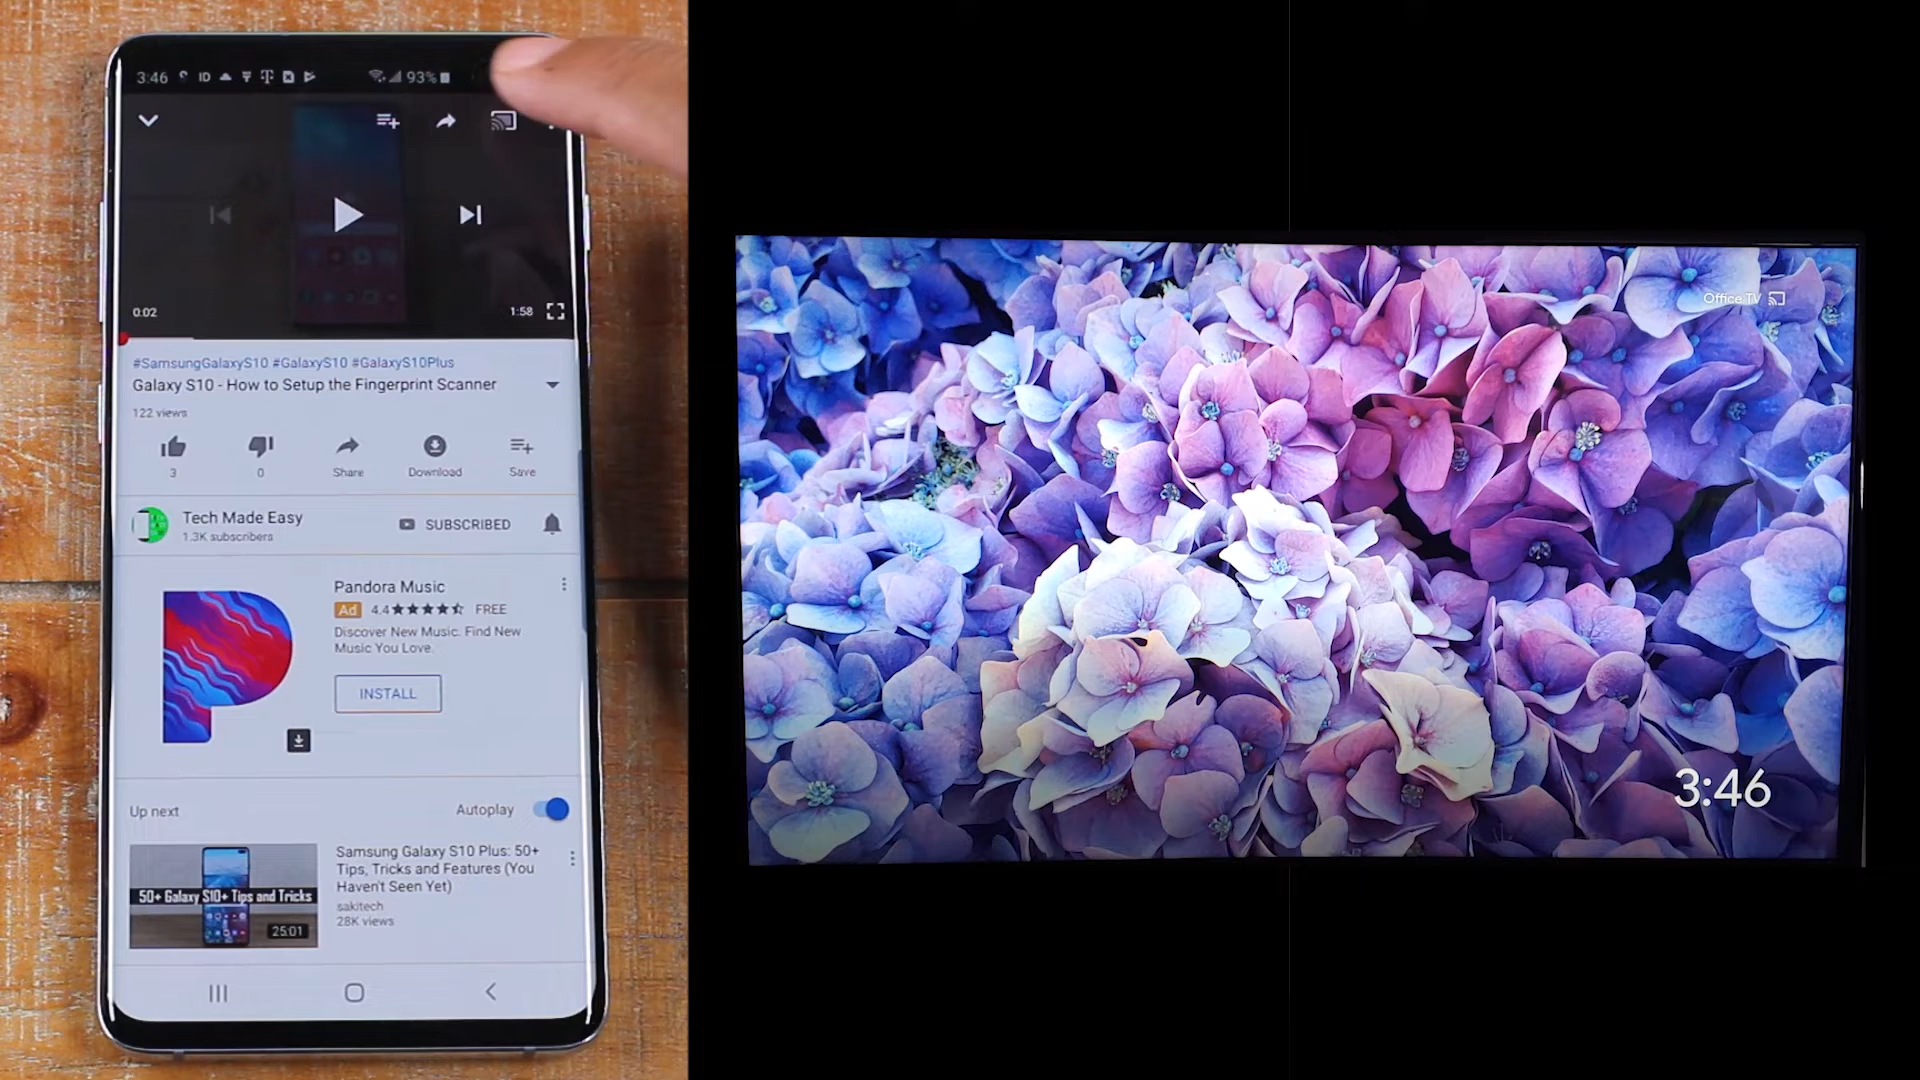 3:46 ID 93%
0:02 1:58
#SamsungGalaxyS10 #GalaxyS10 #GalaxyS10Plus
Galaxy S10 - How to Setup the Fingerprint Scanner
122 views
3 0 Share Download Save
Tech Made Easy
1.3K subscribers
SUBSCRIBED
Pandora Music
Ad 4.4 FREE
Discover New Music. Find New
Music You Love.
INSTALL
Up next Autoplay
50+ Galaxy S10+ Tips and Tricks
25:01
Samsung Galaxy S10 Plus: 50+
Tips, Tricks and Features (You
Haven't Seen Yet)
sakitech
28K views
Office TV
3:46